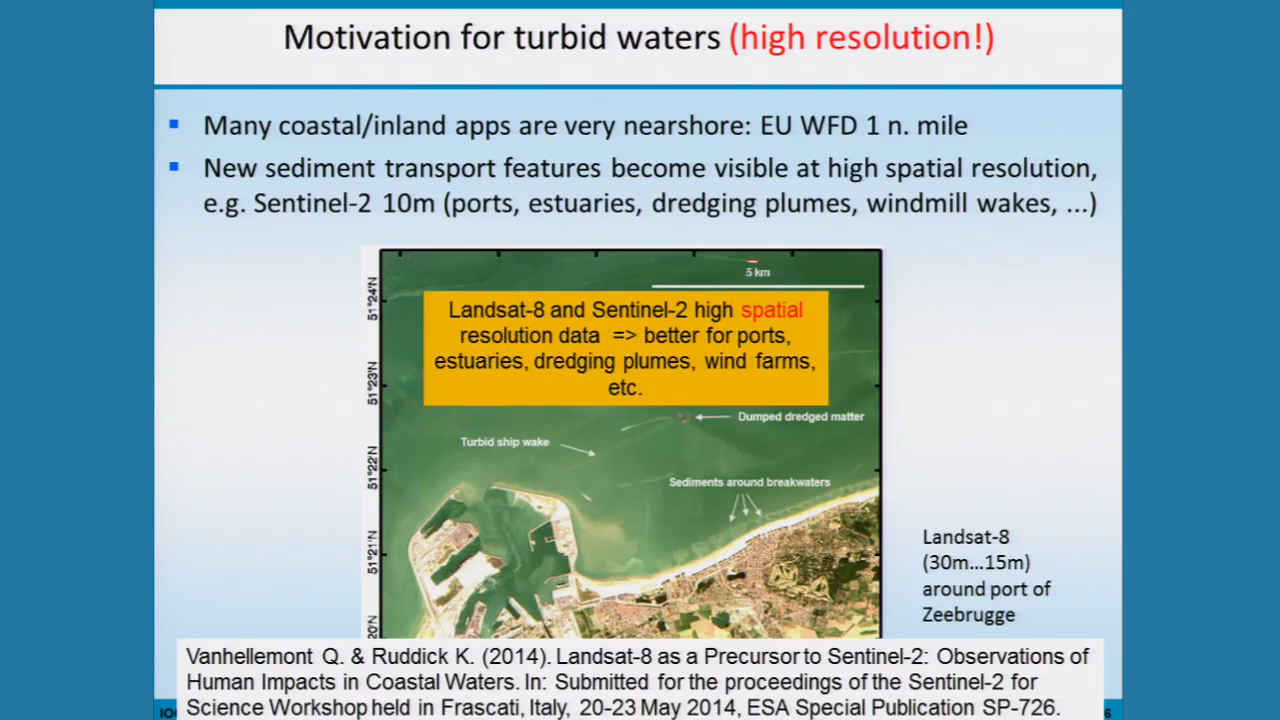 Motivation for turbid waters (high resolution!)
Many coastal/inland apps are very nearshore: EU WFD 1 n. mile
New sediment transport features become visible at high spatial resolution,
e.g. Sentinel-2 10m (ports, estuaries, dredging plumes, windmill wakes, ...)
5 km
51°24'N
Landsat-8 and Sentinel-2 high spatial
resolution data => better for ports,
estuaries, dredging plumes, wind farms,
etc.
51°23'N
Dumped dredged matter
Turbid ship wake
51°22'N
Sediments around breakwaters
51°21'N
Landsat-8
(30m...15m)
around port of
Zeebrugge
Vanhellemont Q. & Ruddick K. (2014). Landsat-8 as a Precursor to Sentinel-2: Observations of
Human Impacts in Coastal Waters. In: Submitted for the proceedings of the Sentinel-2 for
Science Workshop held in Frascati, Italy, 20-23 May 2014, ESA Special Publication SP-726.